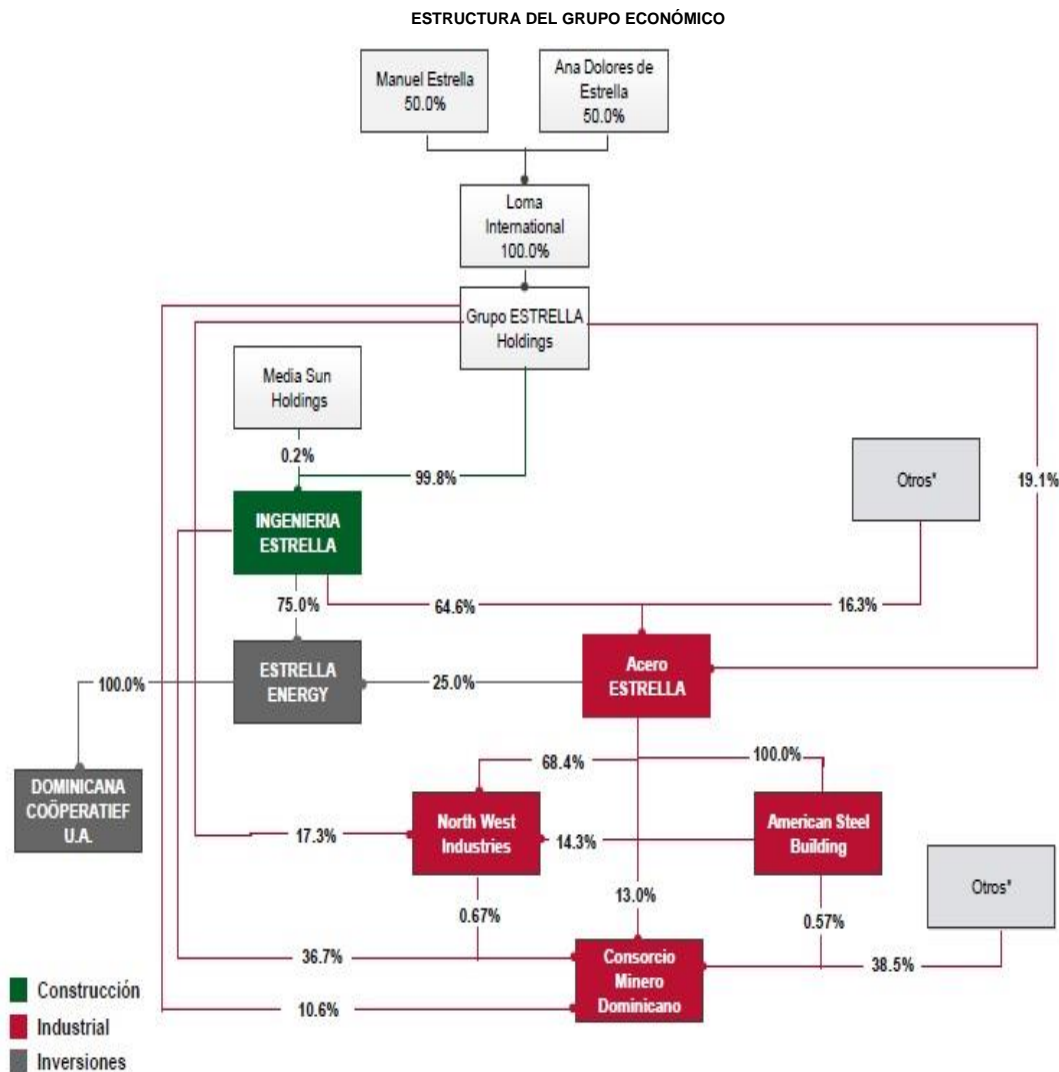 ESTRUCTURA DEL GRUPO ECONÓMICO
Manuel Estrella
50.0%
Ana Dolores de
Estrella
50.0%
Loma
International
100.0%
Grupo ESTRELLA
Holdings
Media Sun
Holdings
0.2%
99.8%
Otros*
19.1%
INGENIERIA
ESTRELLA
75.0%
64.6%
16.3%
ESTRELLA
ENERGY
100.0%
25.0%
Acero
ESTRELLA
68.4%
100.0%
DOMINICANA
COÖPERATIEF
U.A.
17.3%
North West
Industries
14.3%
American Steel
Building
Otros*
13.0%
0.67%
0.57%
36.7%
Consorcio
Minero
Dominicano
38.5%
10.6%
Construcción
Industrial
Inversiones